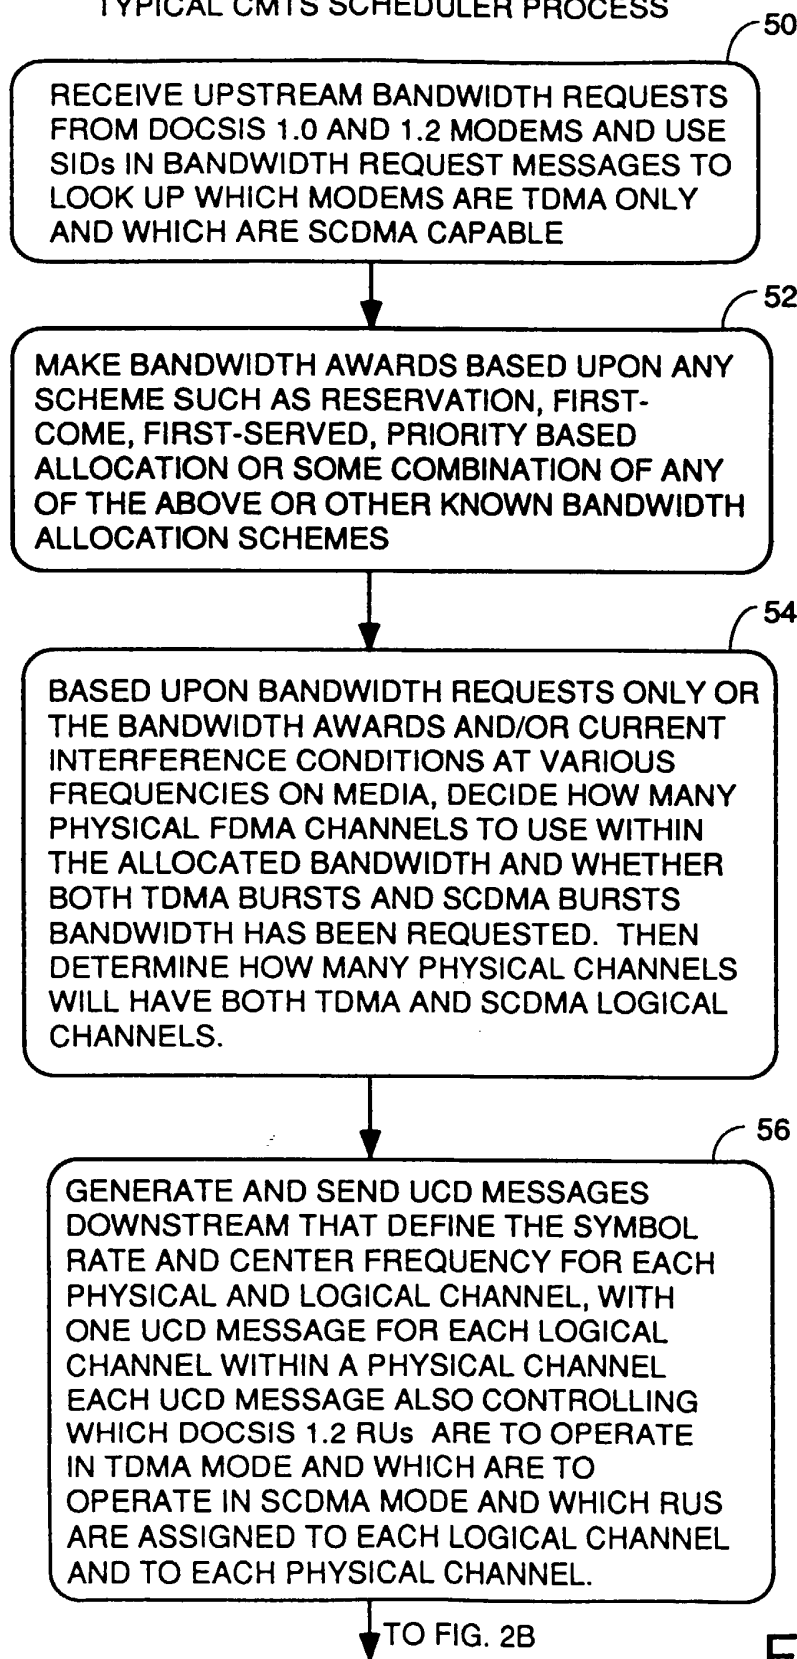 TYPICAL CMTS SCHEDULER PROCESS
50
RECEIVE UPSTREAM BANDWIDTH REQUESTS
FROM DOCSIS 1.0 AND 1.2 MODEMS AND USE
SIDs IN BANDWIDTH REQUEST MESSAGES TO
LOOK UP WHICH MODEMS ARE TDMA ONLY
AND WHICH ARE SCDMA CAPABLE
52
MAKE BANDWIDTH AWARDS BASED UPON ANY
SCHEME SUCH AS RESERVATION, FIRST-
COME, FIRST-SERVED, PRIORITY BASED
ALLOCATION OR SOME COMBINATION OF ANY
OF THE ABOVE OR OTHER KNOWN BANDWIDTH
ALLOCATION SCHEMES
54
BASED UPON BANDWIDTH REQUESTS ONLY OR
THE BANDWIDTH AWARDS AND/OR CURRENT
INTERFERENCE CONDITIONS AT VARIOUS
FREQUENCIES ON MEDIA, DECIDE HOW MANY
PHYSICAL FDMA CHANNELS TO USE WITHIN
THE ALLOCATED BANDWIDTH AND WHETHER
BOTH TDMA BURSTS AND SCDMA BURSTS
BANDWIDTH HAS BEEN REQUESTED. THEN
DETERMINE HOW MANY PHYSICAL CHANNELS
WILL HAVE BOTH TDMA AND SCDMA LOGICAL
CHANNELS.
56
GENERATE AND SEND UCD MESSAGES
DOWNSTREAM THAT DEFINE THE SYMBOL
RATE AND CENTER FREQUENCY FOR EACH
PHYSICAL AND LOGICAL CHANNEL, WITH
ONE UCD MESSAGE FOR EACH LOGICAL
CHANNEL WITHIN A PHYSICAL CHANNEL
EACH UCD MESSAGE ALSO CONTROLLING
WHICH DOCSIS 1.2 RUs ARE TO OPERATE
IN TDMA MODE AND WHICH ARE TO
OPERATE IN SCDMA MODE AND WHICH RUS
ARE ASSIGNED TO EACH LOGICAL CHANNEL
AND TO EACH PHYSICAL CHANNEL.
TO FIG. 2B